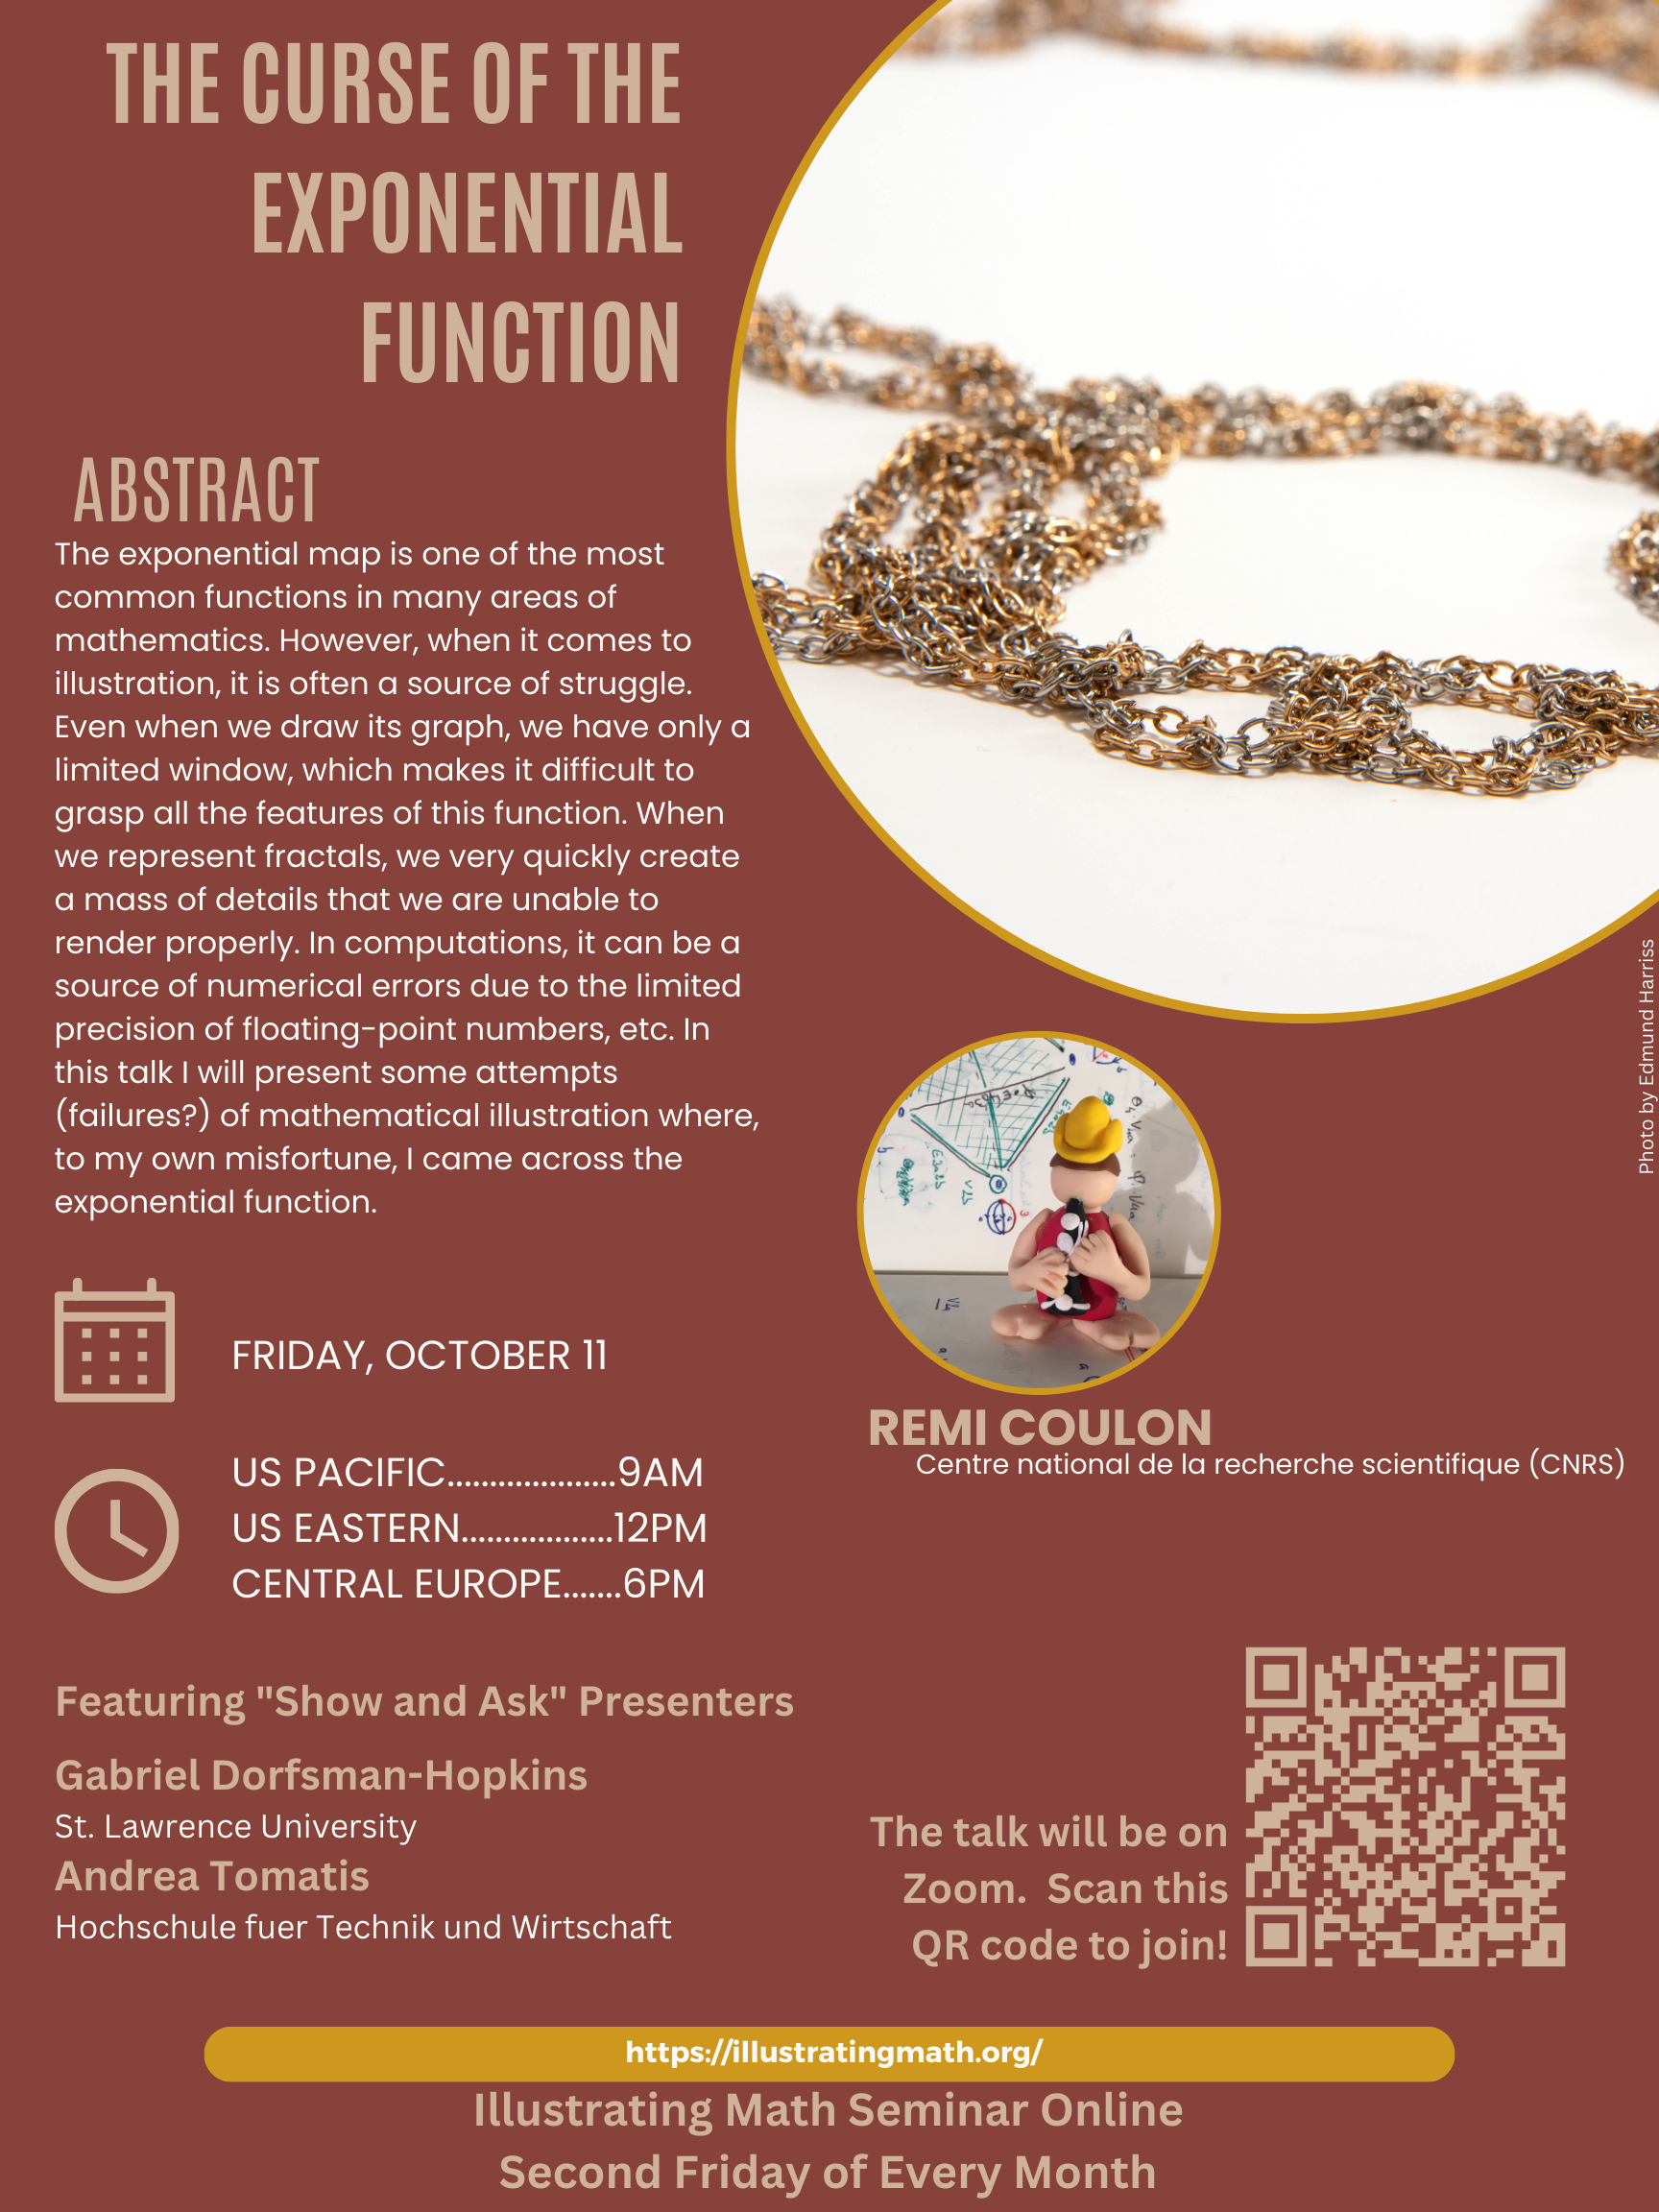 THE CURSE OF THE
EXPONENTIAL
FUNCTION
ABSTRACT
The exponential map is one of the most
common functions in many areas of
mathematics. However, when it comes to
illustration, it is often a source of struggle.
Even when we draw its graph, we have only a
limited window, which makes it difficult to
grasp all the features of this function. When
we represent fractals, we very quickly create
a mass of details that we are unable to
render properly. In computations, it can be a
source of numerical errors due to the limited
precision of floating-point numbers, etc. In
this talk I will present some attempts
(failures?) of mathematical illustration where,
to my own misfortune, I came across the
exponential function.
Photo by Edmund Harriss
REMI COULON
Centre national de la recherche scientifique (CNRS)
FRIDAY, OCTOBER 11
US PACIFIC....................9AM
US EASTERN..................12PM
CENTRAL EUROPE.......6PM
Featuring "Show and Ask" Presenters
Gabriel Dorfsman-Hopkins
St. Lawrence University
Andrea Tomatis
Hochschule fuer Technik und Wirtschaft
The talk will be on
Zoom. Scan this
QR code to join!
https://illustratingmath.org/
Illustrating Math Seminar Online
Second Friday of Every Month